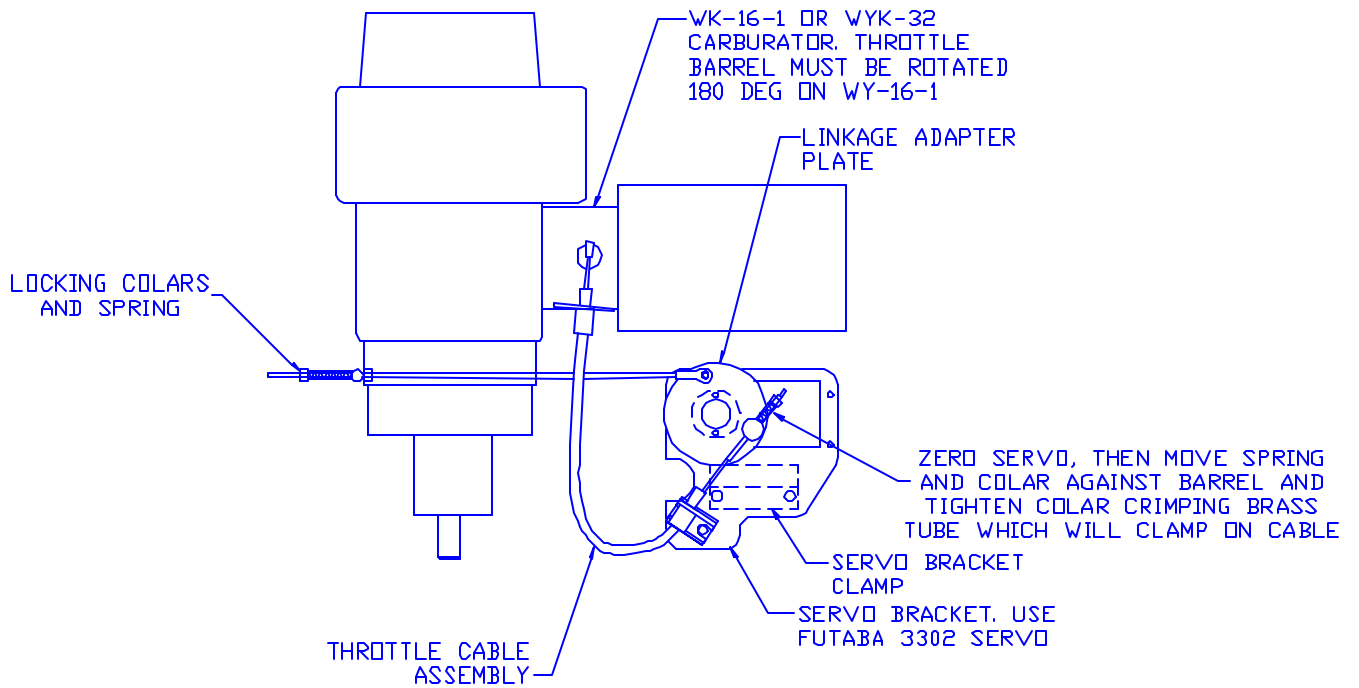 WK-16-1 OR WYK-32
CARBURATOR. THROTTLE
BARREL MUST BE ROTATED
180 DEG ON WY-16-1
LINKAGE ADAPTER
PLATE
LOCKING COLARS
AND SPRING
ZERO SERVO, THEN MOVE SPRING
AND COLAR AGAINST BARREL AND
TIGHTEN COLAR CRIMPING BRASS
TUBE WHICH WILL CLAMP ON CABLE
SERVO BRACKET
CLAMP
SERVO BRACKET. USE
FUTABA 3302 SERVO
THROTTLE CABLE
ASSEMBLY